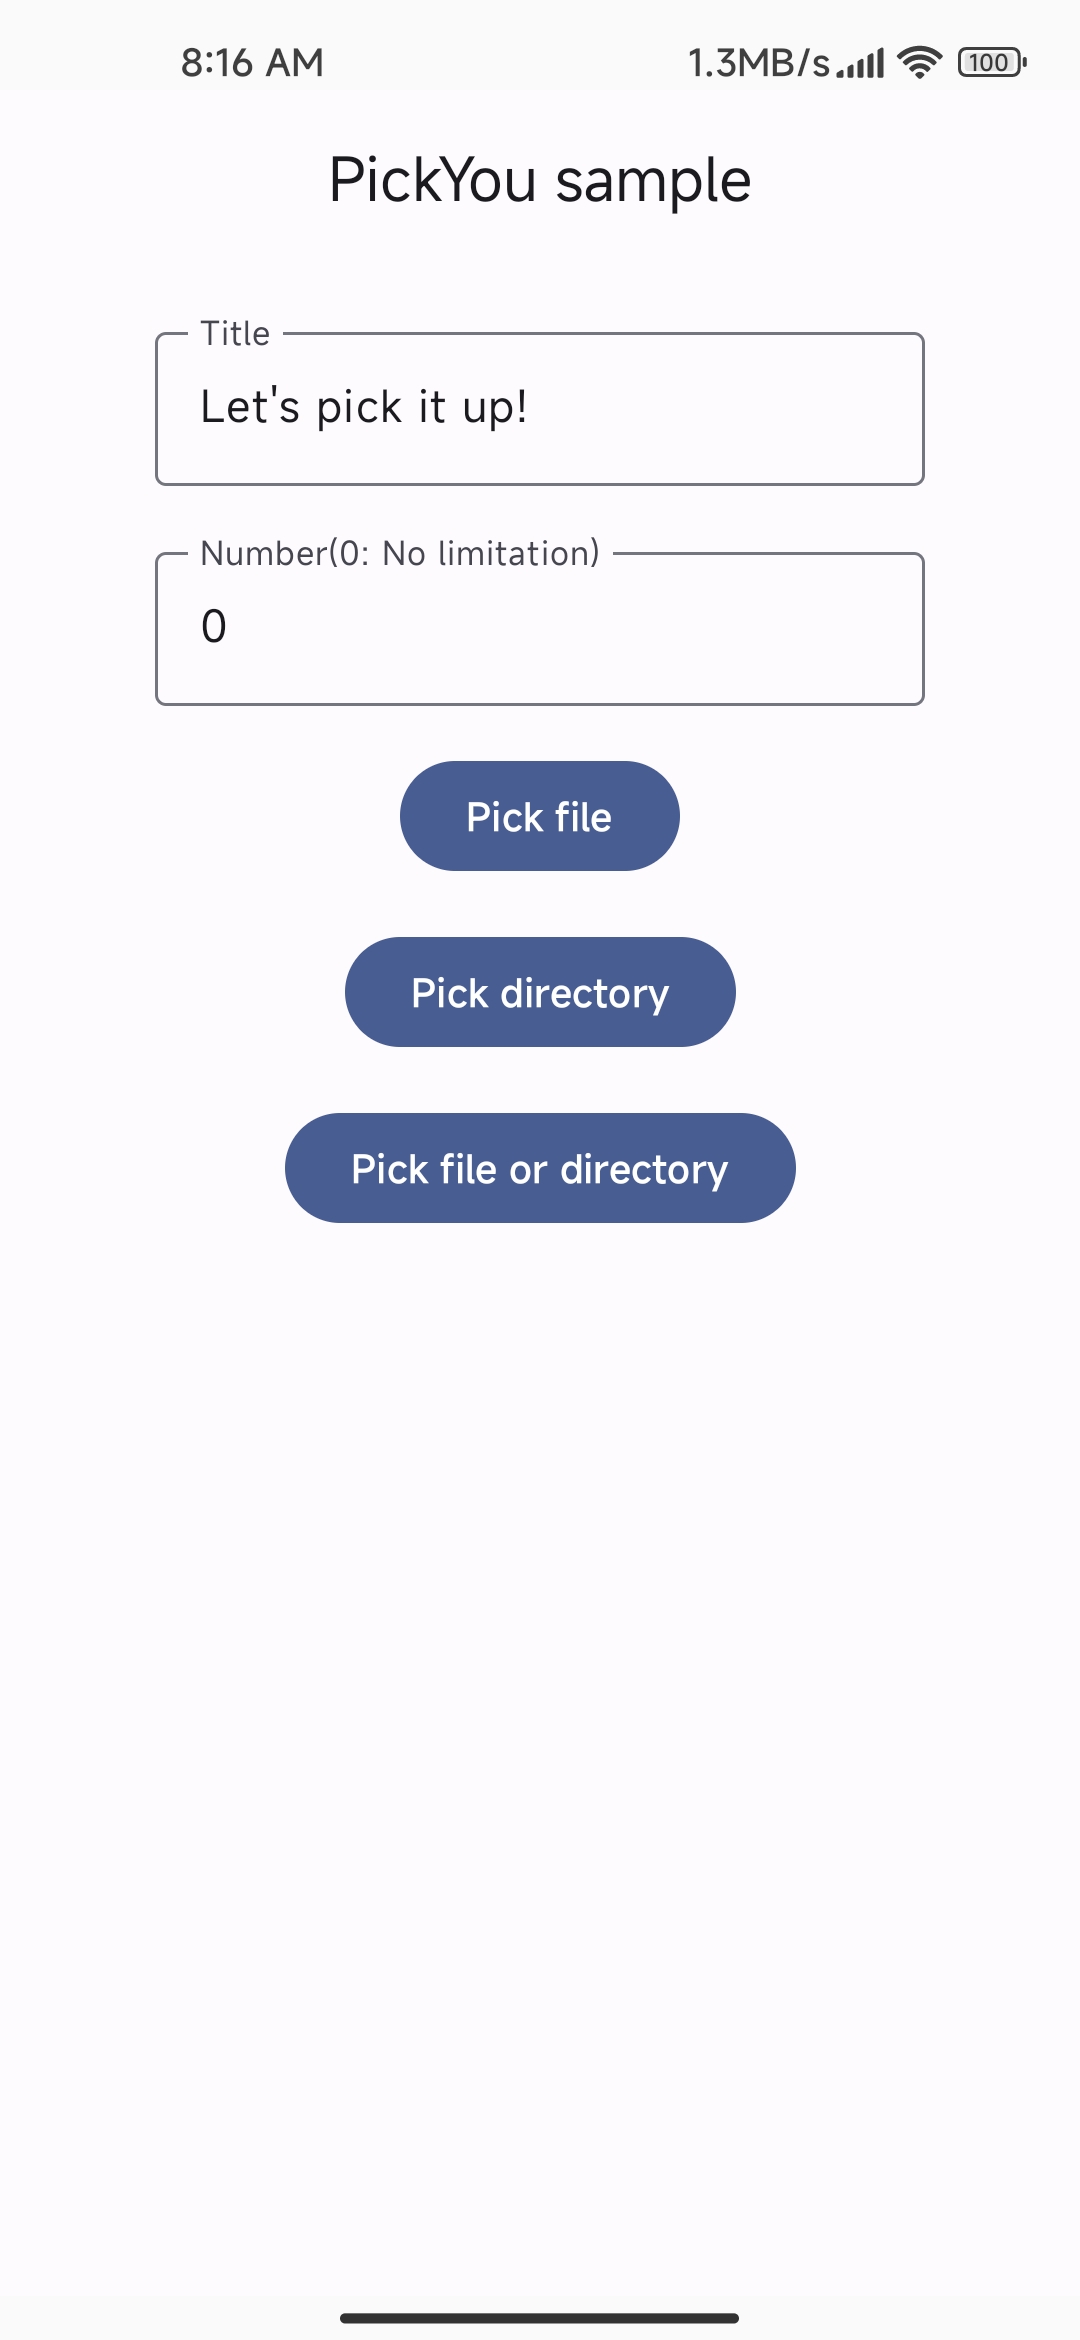 8:16 AM 1.3MB/s 100
PickYou sample
Title
Let's pick it up!
Number(0: No limitation)
0
Pick file
Pick directory
Pick file or directory